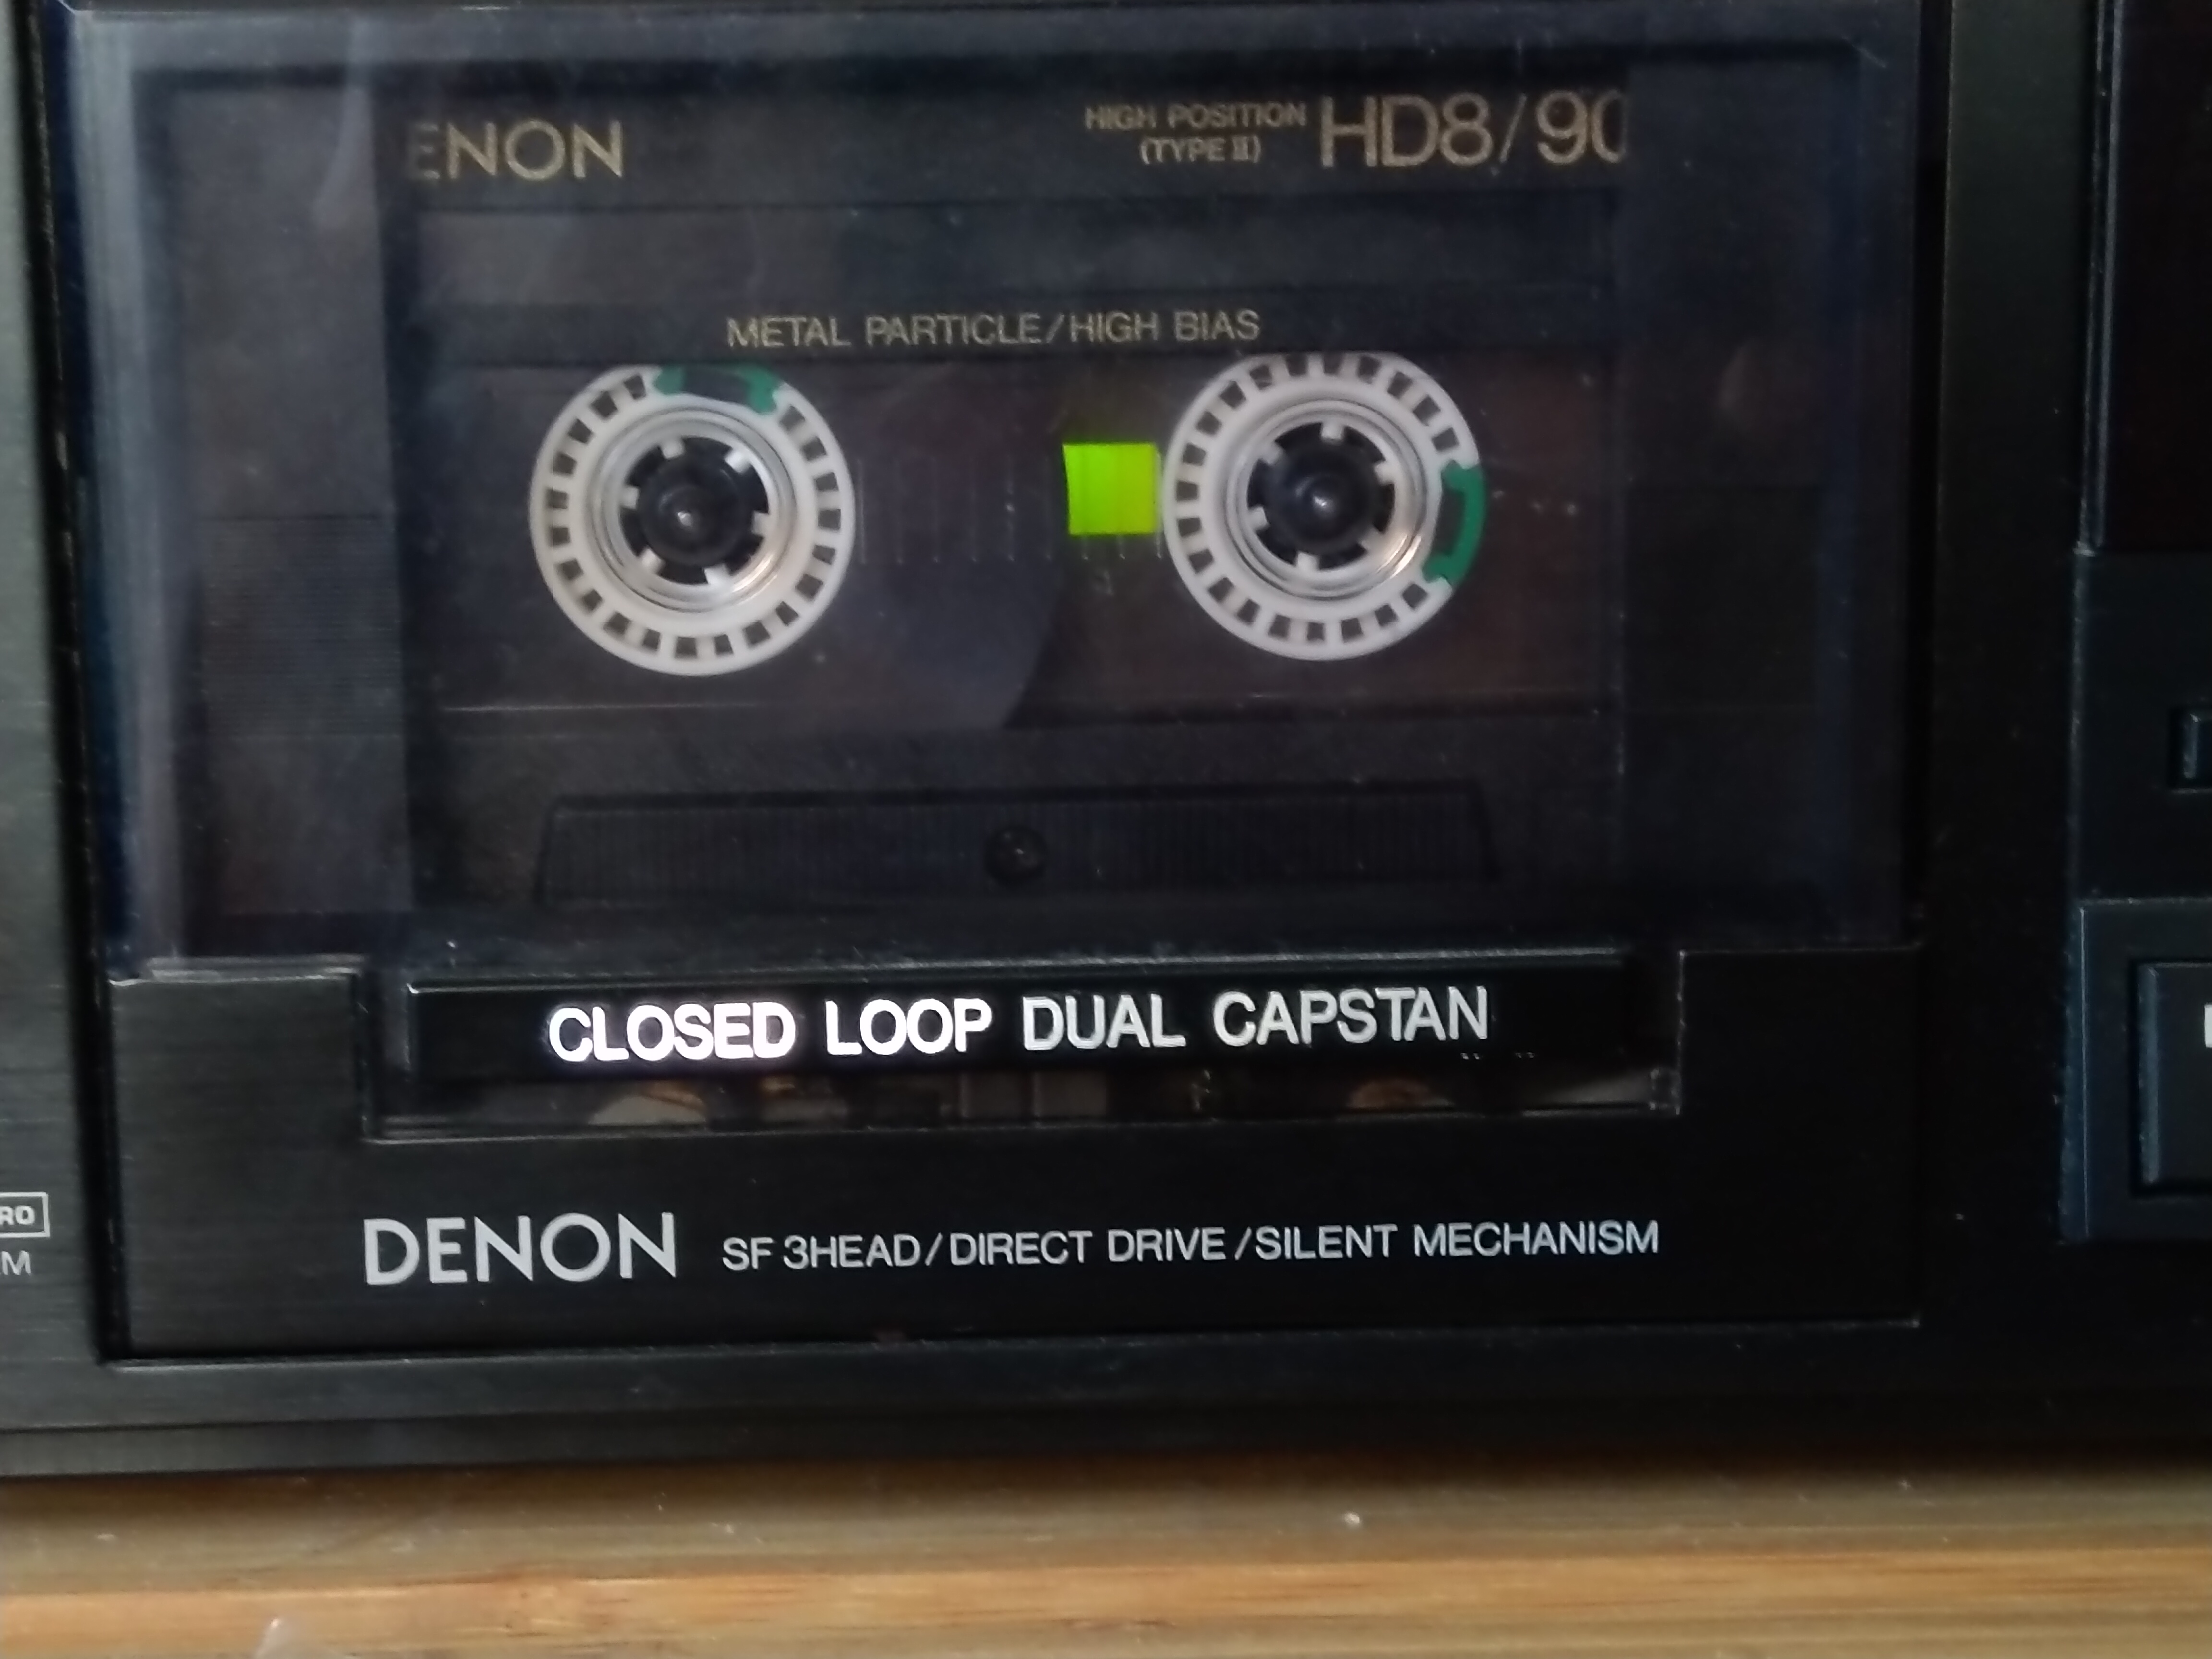 ENON
HIGH POSITION
(TYPE II)
HD8/90
METAL PARTICLE/HIGH BIAS
CLOSED LOOP DUAL CAPSTAN
RO
M
DENON SF 3HEAD/DIRECT DRIVE/SILENT MECHANISM